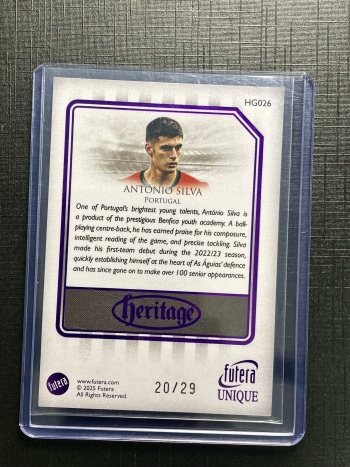 HG026
ANTÓNIO SILVA
PORTUGAL
One of Portugal's brightest young talents, António Silva is
a product of the prestigious Benfica youth academy. A ball-
playing centre-back, he has earned praise for his composure,
intelligent reading of the game, and precise tackling. Silva
made his first-team debut during the 2022/23 season,
quickly establishing himself at the heart of As Águias' defence
and has since gone on to make over 100 senior appearances.
heritage
futera
www.futera.com
© 2025 Futera
All Rights Reserved.
20/29
futera
UNIQUE